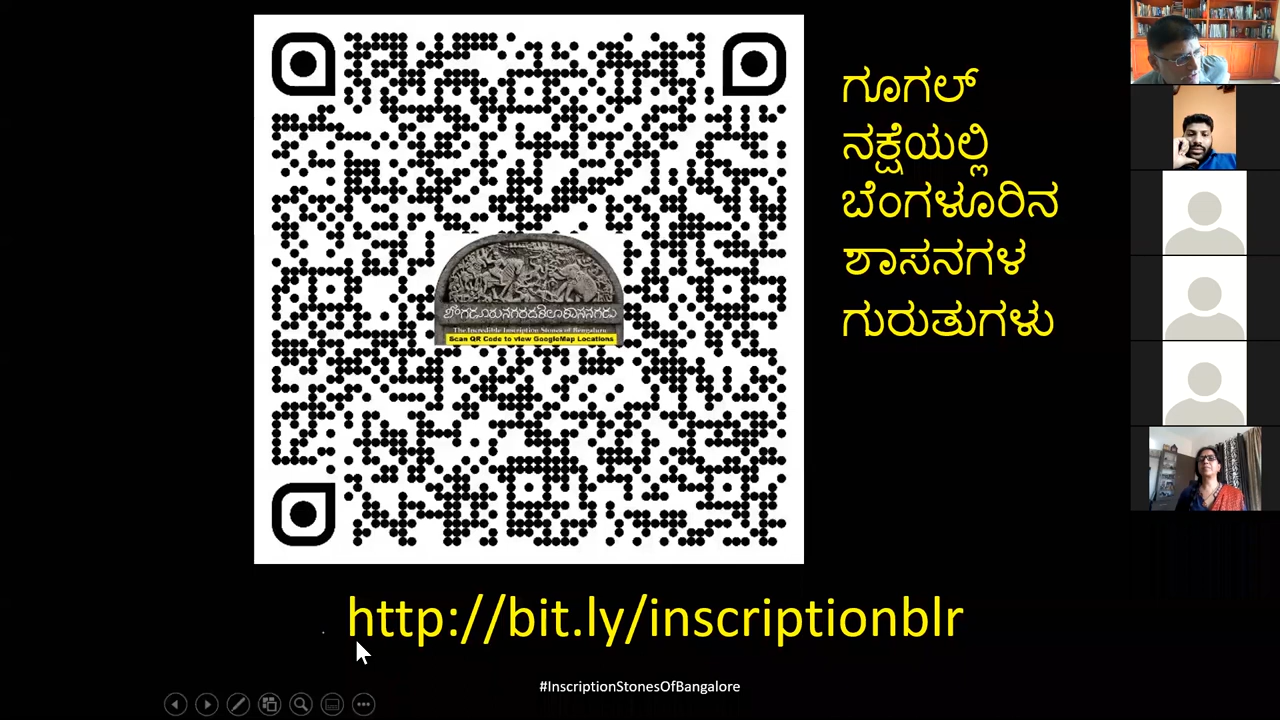 ಗೂಗಲ್
ನಕ್ಷೆಯಲ್ಲಿ
ಬೆಂಗಳೂರಿನ
ಶಾಸನಗಳ
ಗುರುತುಗಳು
The Incredible Inscription Stones of Bengaluru
Scan QR Code to view GoogleMap Locations
http://bit.ly/inscriptionblr
#InscriptionStonesOfBangalore